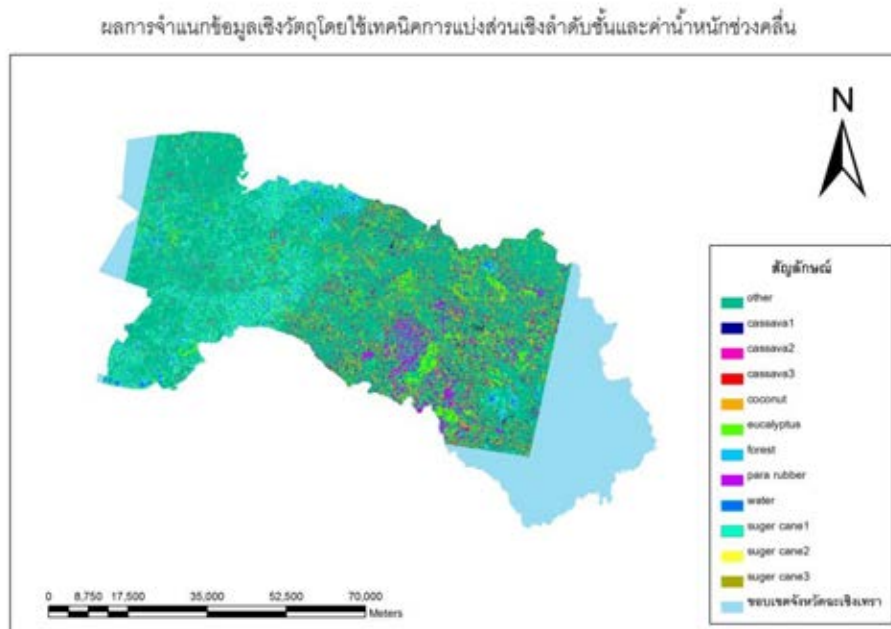 ผลการจำแนกข้อมูลเชิงวัตถุโดยใช้เทคนิคการแบ่งส่วนเชิงลำดับชั้นและค่าน้ำหนักช่วงคลื่น
N
สัญลักษณ์
other
cassava1
cassava2
cassava3
coconut
eucalyptus
forest
para rubber
water
suger cane1
suger cane2
suger cane3
ขอบเขตจังหวัดฉะเชิงเทรา
0 8,750 17,500 35,000 52,500 70,000
Meters